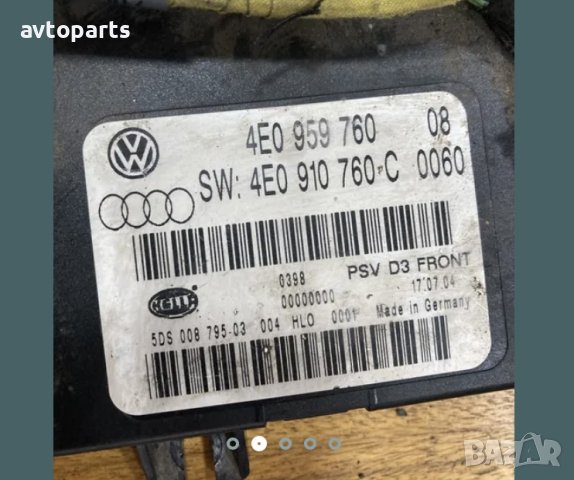 avtoparts
4E0 959 760 08
SW: 4E0 910 760 C 0060
0398 PSV D3 FRONT
00000000 17.07.04
5DS 008 795-03 004 HLO 0001 Made in Germany
HELLA
BAZAR